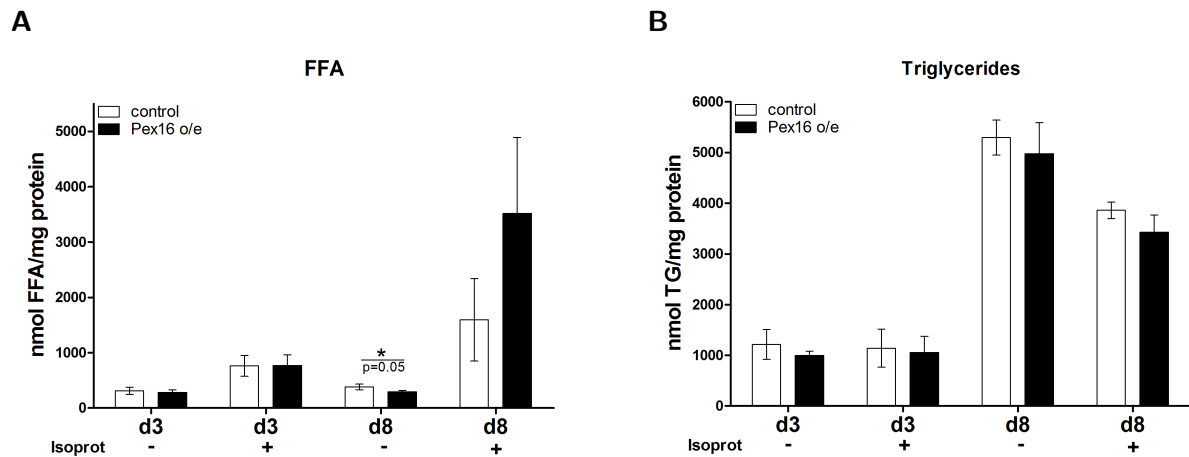 A
FFA
control
Pex16 o/e
nmol FFA/mg protein
5000
4000
3000
2000
1000
0
*
p=0.05
d3 d3 d8 d8
Isoprot - + - +
B
Triglycerides
control
Pex16 o/e
nmol TG/mg protein
6000
5000
4000
3000
2000
1000
0
d3 d3 d8 d8
Isoprot - + - +